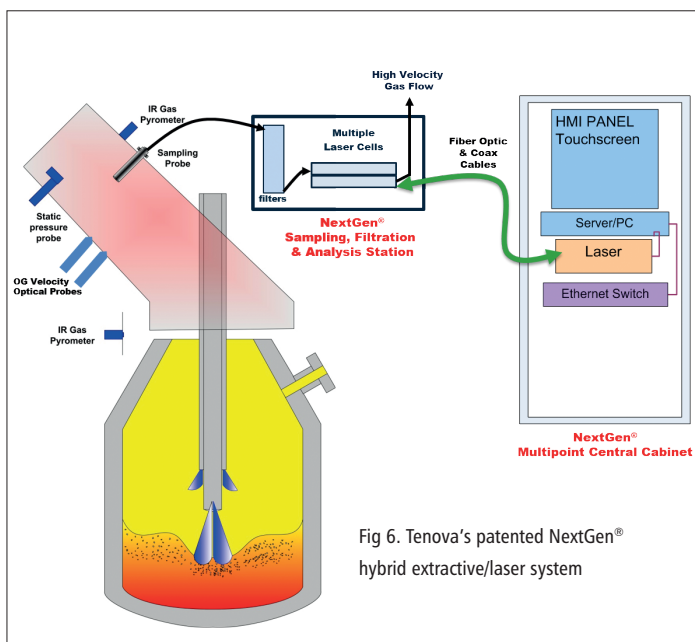 High Velocity
Gas Flow
IR Gas
Pyrometer
Sampling
Probe
Multiple
Laser Cells
filters
Fiber Optic
& Coax
Cables
HMI PANEL
Touchscreen
Server/PC
Laser
Ethernet Switch
Static
pressure
probe
NextGen®
Sampling, Filtration
& Analysis Station
OG Velocity
Optical Probes
IR Gas
Pyrometer
NextGen®
Multipoint Central Cabinet
Fig 6. Tenova’s patented NextGen®
hybrid extractive/laser system